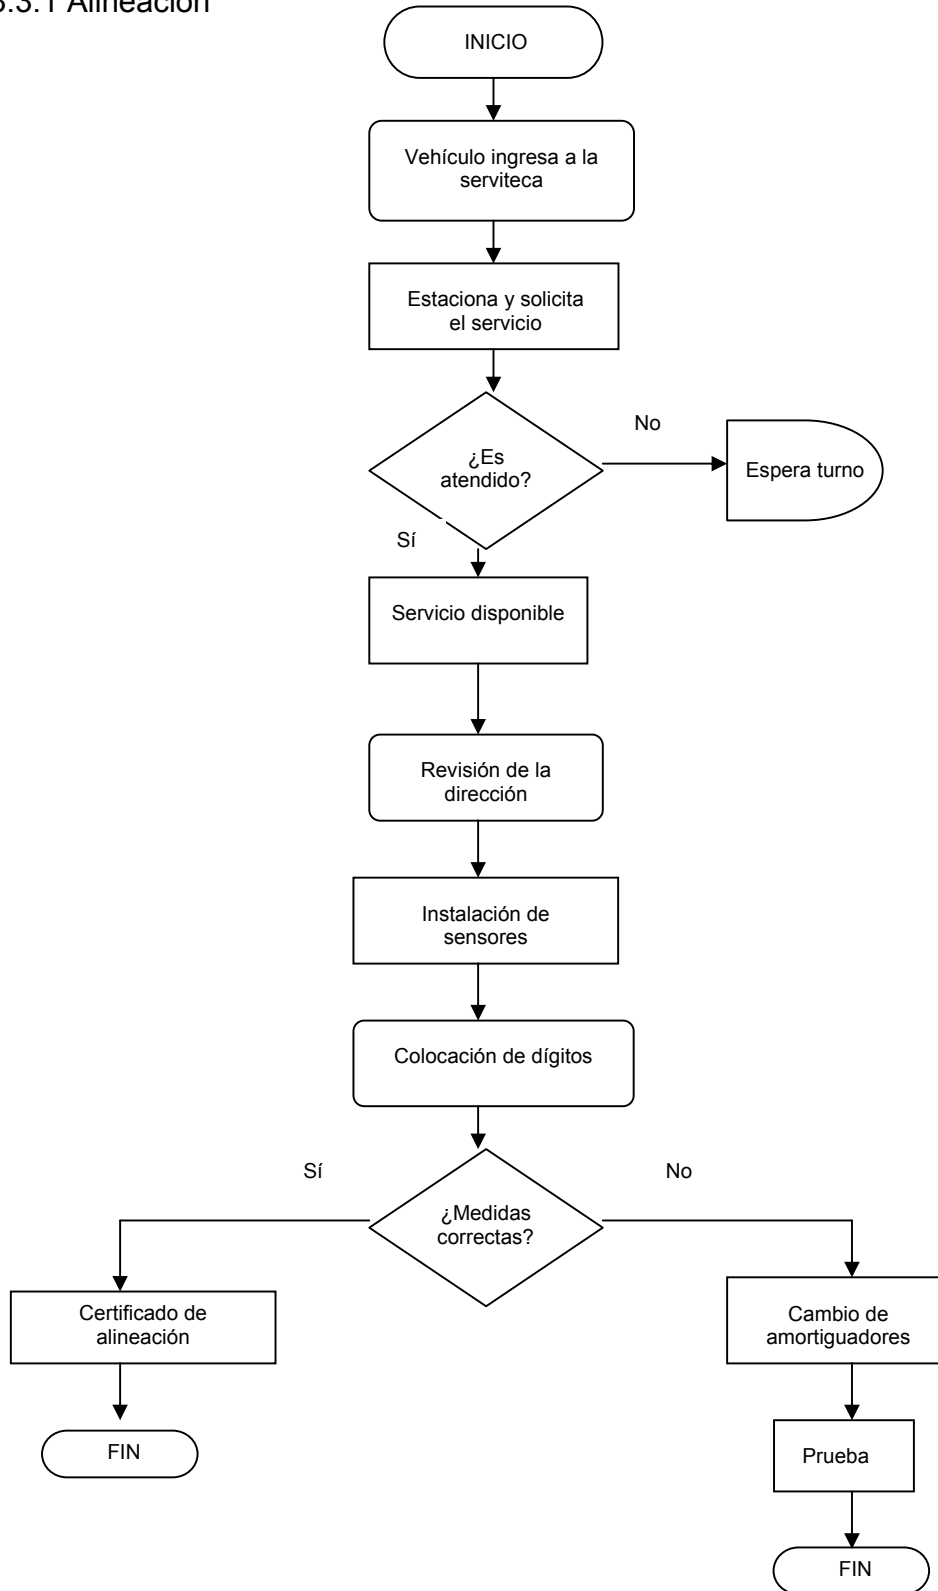 3.1 Alineación
INICIO
Vehículo ingresa a la
serviteca
Estaciona y solicita
el servicio
¿Es
atendido?
No
Espera turno
Sí
Servicio disponible
Revisión de la
dirección
Instalación de
sensores
Colocación de dígitos
Sí
No
¿Medidas
correctas?
Certificado de
alineación
Cambio de
amortiguadores
FIN
Prueba
FIN